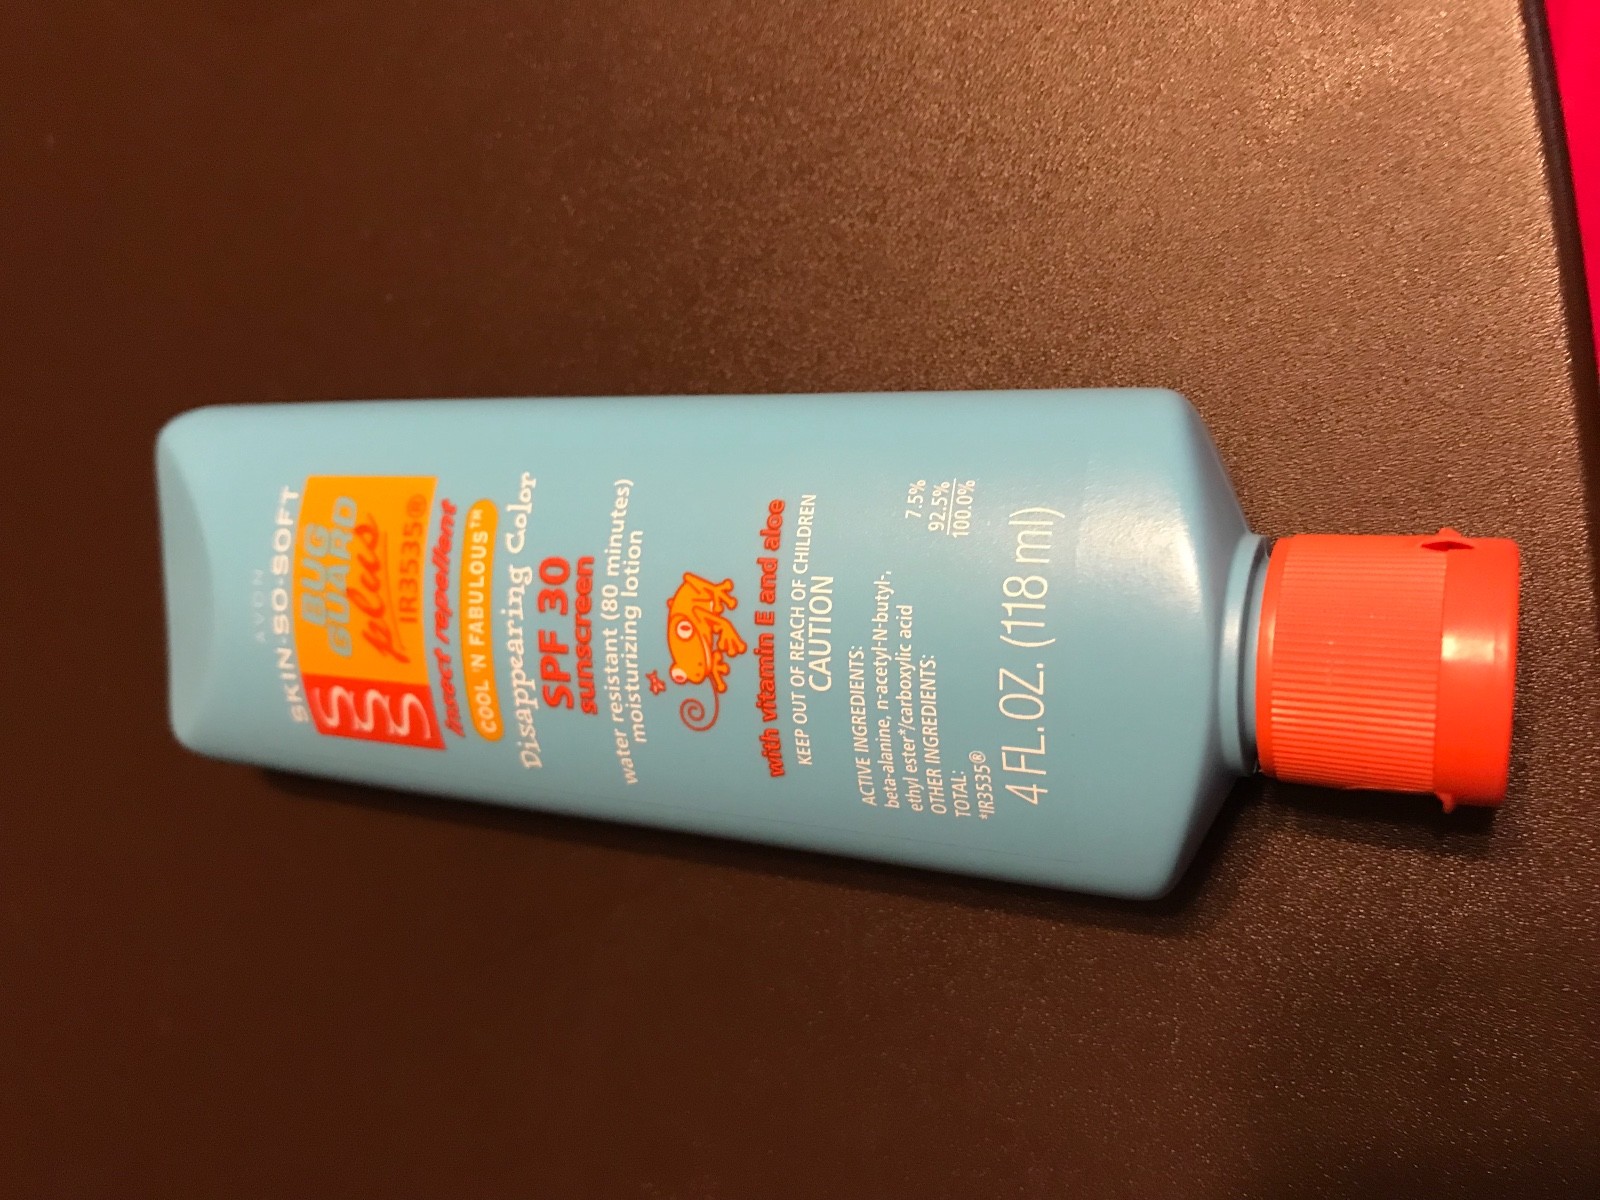 AVON
SKIN·SO·SOFT
BUG
GUARD
plus
IR3535®
insect repellent
COOL 'N FABULOUS™
Disappearing Color
SPF 30
sunscreen
water resistant (80 minutes)
moisturizing lotion
with vitamin E and aloe
KEEP OUT OF REACH OF CHILDREN
CAUTION
ACTIVE INGREDIENTS:
beta-alanine, n-acetyl-N-butyl-,
ethyl ester*/carboxylic acid 7.5%
OTHER INGREDIENTS: 92.5%
TOTAL: 100.0%
*IR3535®
4 FL. OZ. (118 ml)